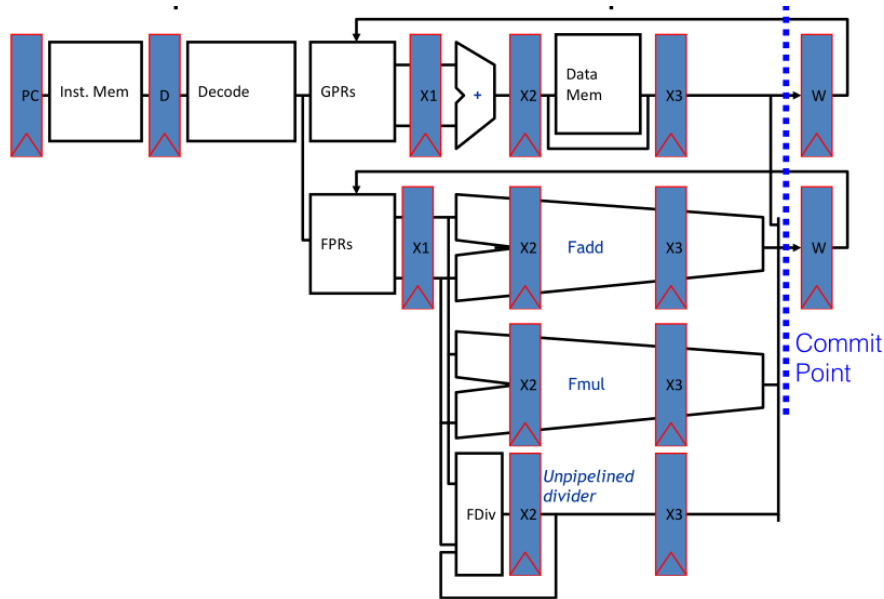 PC
Inst. Mem
D
Decode
GPRs
X1
+
X2
Data
Mem
X3
W
FPRs
X1
X2
Fadd
X3
W
X2
Fmul
X3
Commit
Point
FDiv
X2
Unpipelined
divider
X3